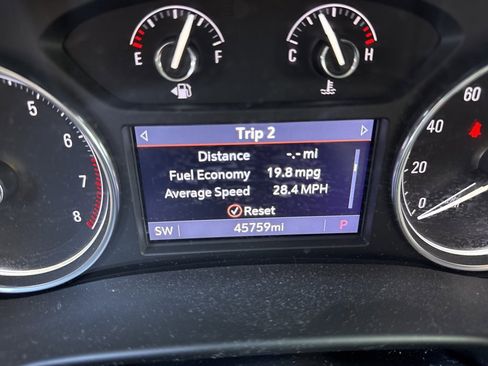 E F C H
Trip 2
Distance -.- mi
Fuel Economy 19.8 mpg
Average Speed 28.4 MPH
Reset
SW 45759mi P
5
6
7
8
60
40
20
0